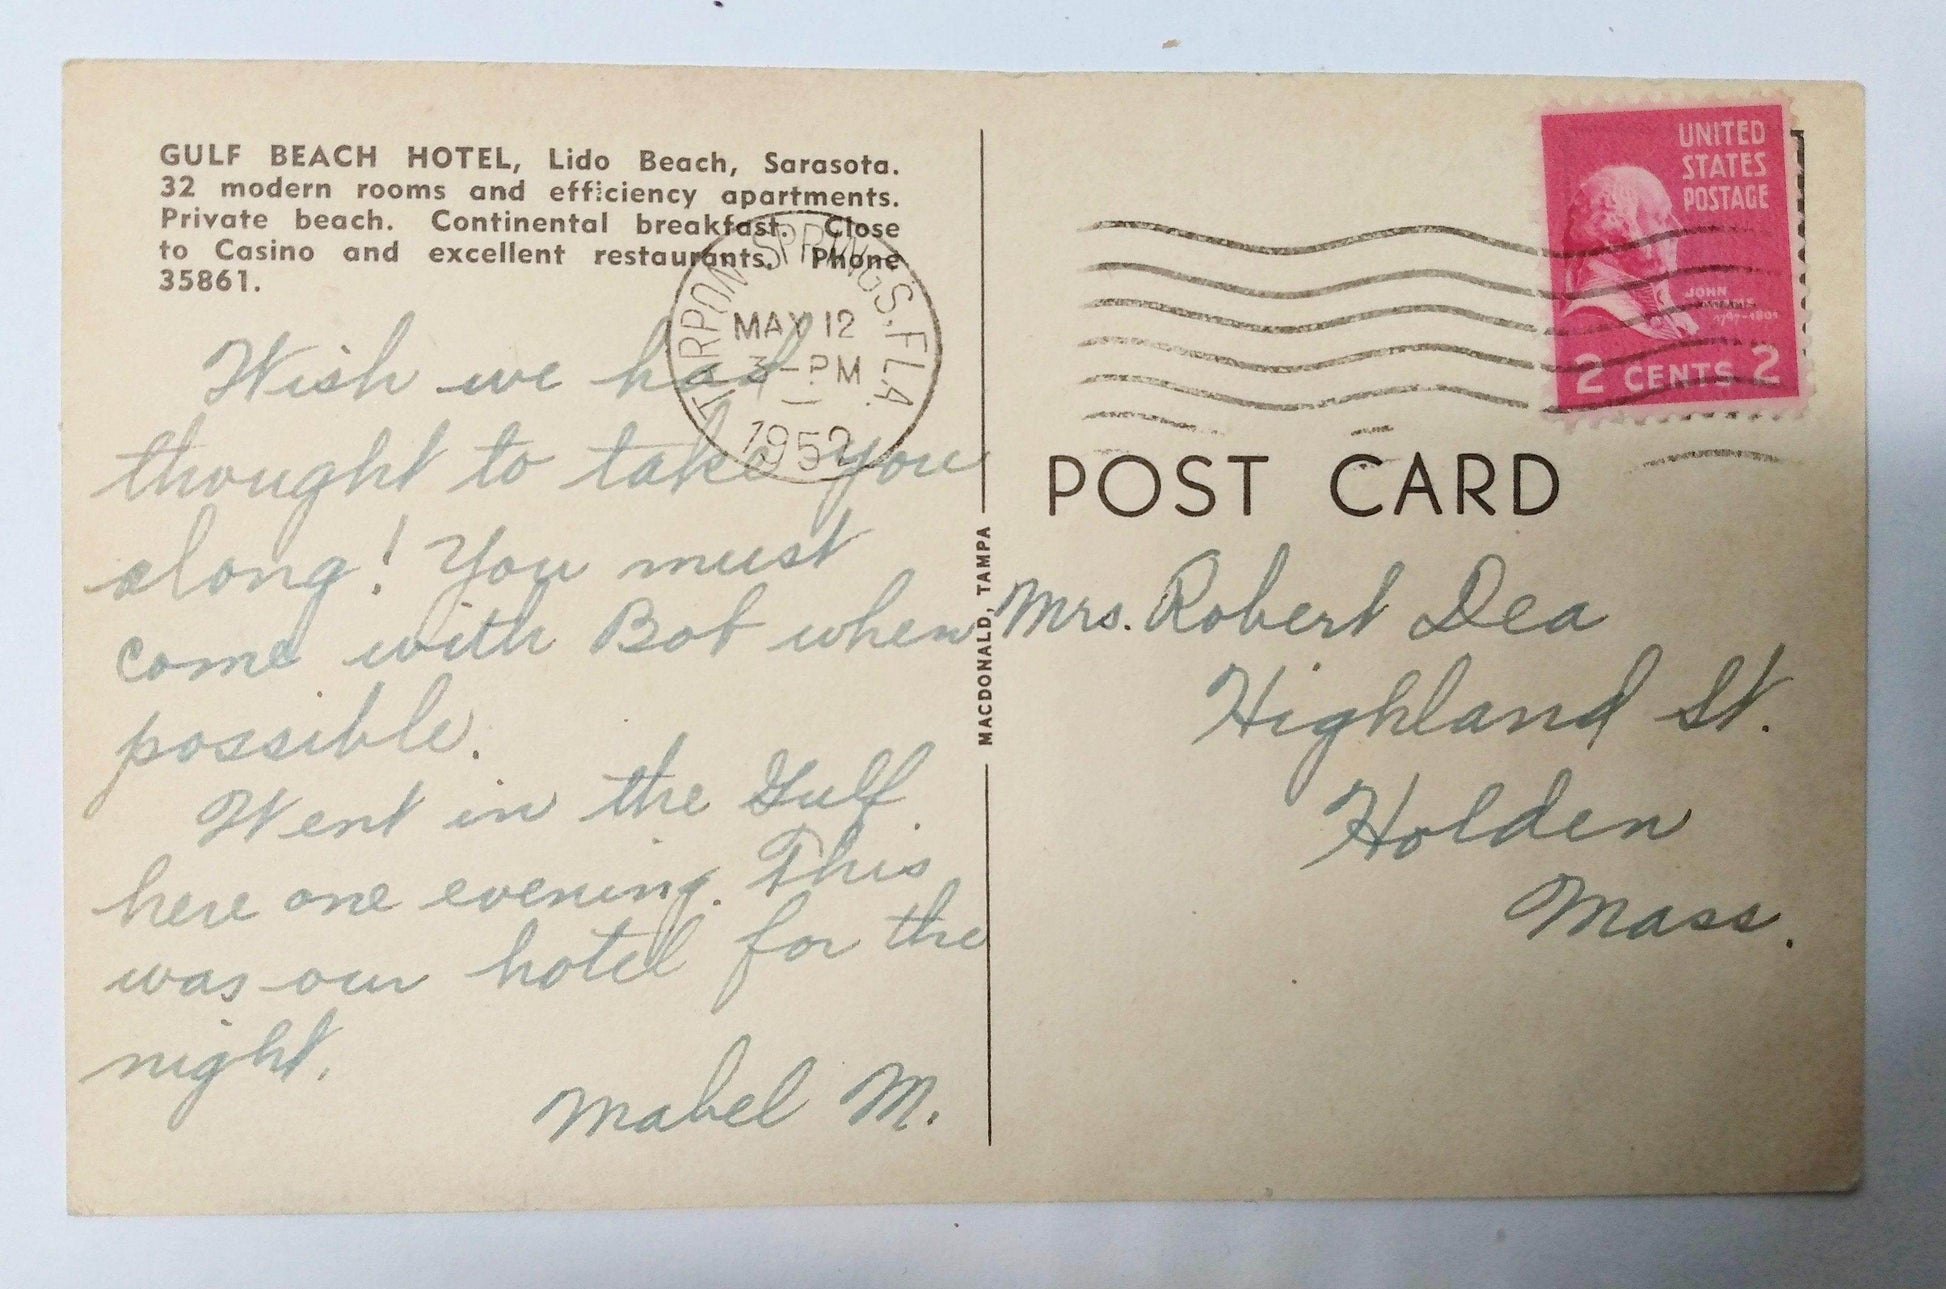 GULF BEACH HOTEL, Lido Beach, Sarasota.
32 modern rooms and efficiency apartments.
Private beach. Continental breakfast. Close
to Casino and excellent restaurants. Phone
35861.
TARPON SPRINGS, FLA.
MAY 12
3 - PM
1952
Wish we had
thought to take you
along! You must
come with Bob when
possible.
Went in the Gulf
here one evening. This
was our hotel for the
night.
Mabel M.
MACDONALD, TAMPA
UNITED
STATES
POSTAGE
JOHN
ADAMS
1797-1801
2 CENTS 2
POST CARD
Mrs. Robert Dea
Highland St.
Holden
Mass.